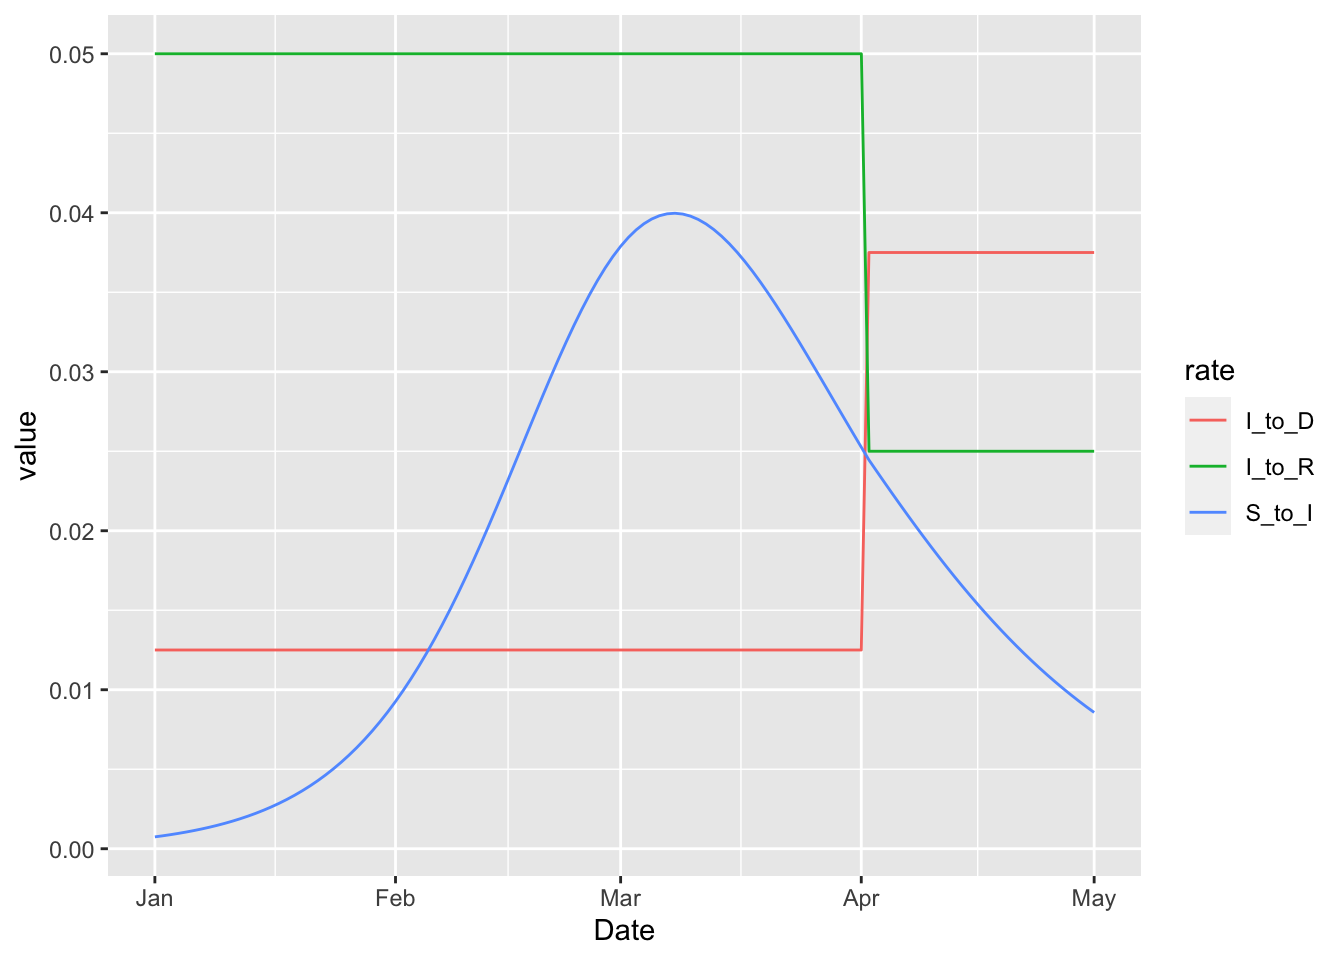 0.05
0.04
0.03
0.02
0.01
0.00
value
Jan
Feb
Mar
Apr
May
Date
rate
I_to_D
I_to_R
S_to_I